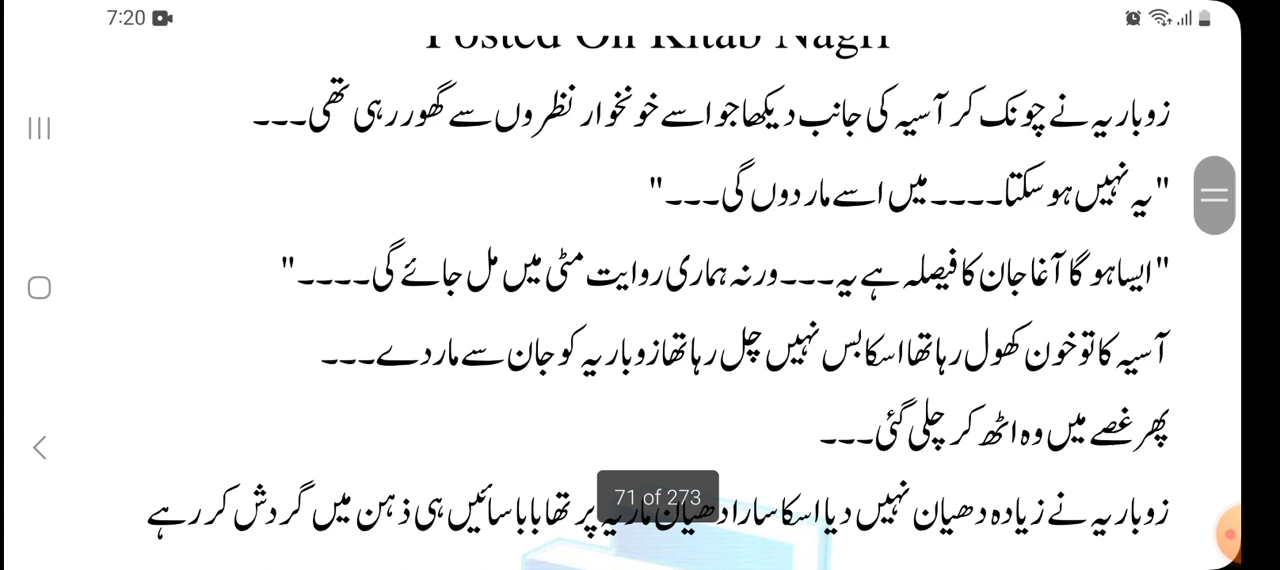 7:20
Posted On Kitab Nagri
زوباریہ نے چونک کر آسیہ کی جانب دیکھا جو اسے خونخوار نظروں سے گھور رہی تھی۔۔۔
"یہ نہیں ہو سکتا۔۔۔۔ میں اسے مار دوں گی۔۔۔"
"ایسا ہو گا آغا جان کا فیصلہ ہے یہ۔۔۔ ورنہ ہماری روایت مٹی میں مل جائے گی۔۔۔۔"
آسیہ کا تو خون کھول رہا تھا اسکا بس نہیں چل رہا تھا زوباریہ کو جان سے مار دے۔۔۔
پھر غصے میں وہ اٹھ کر چلی گئی۔۔۔
زوباریہ نے زیادہ دھیان نہیں دیا اسکا سارا دھیان ماریہ پر تھا بابا سائیں ہی ذہن میں گردش کر رہے
71 of 273